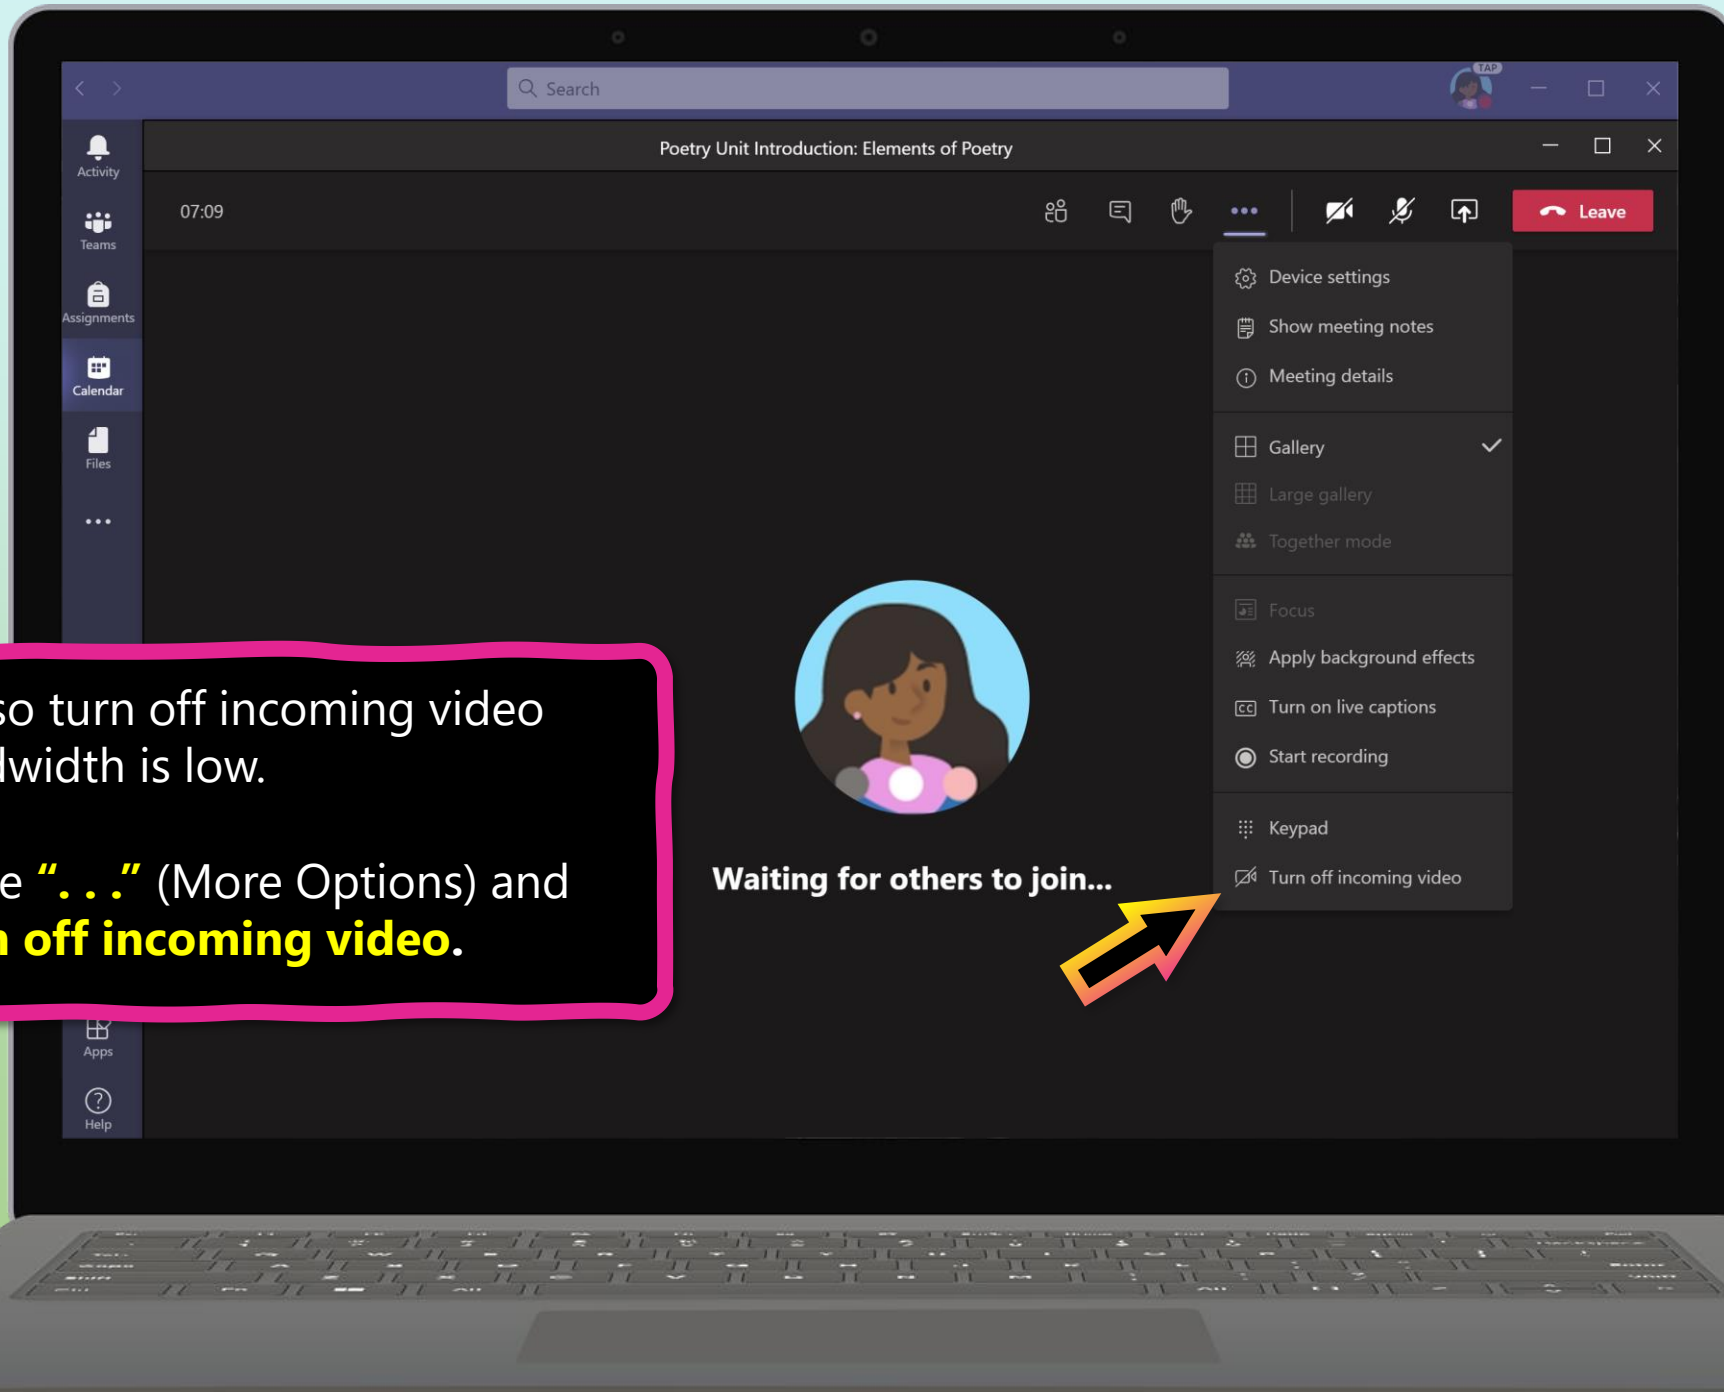 Search
TAP
Activity
Poetry Unit Introduction: Elements of Poetry
07:09
Leave
Teams
Assignments
Calendar
Files
Device settings
Show meeting notes
Meeting details
Gallery
Large gallery
Together mode
Focus
Apply background effects
CC Turn on live captions
Start recording
Keypad
Turn off incoming video
Waiting for others to join...
so turn off incoming video
dwidth is low.
e “. . .” (More Options) and
n off incoming video.
Apps
Help